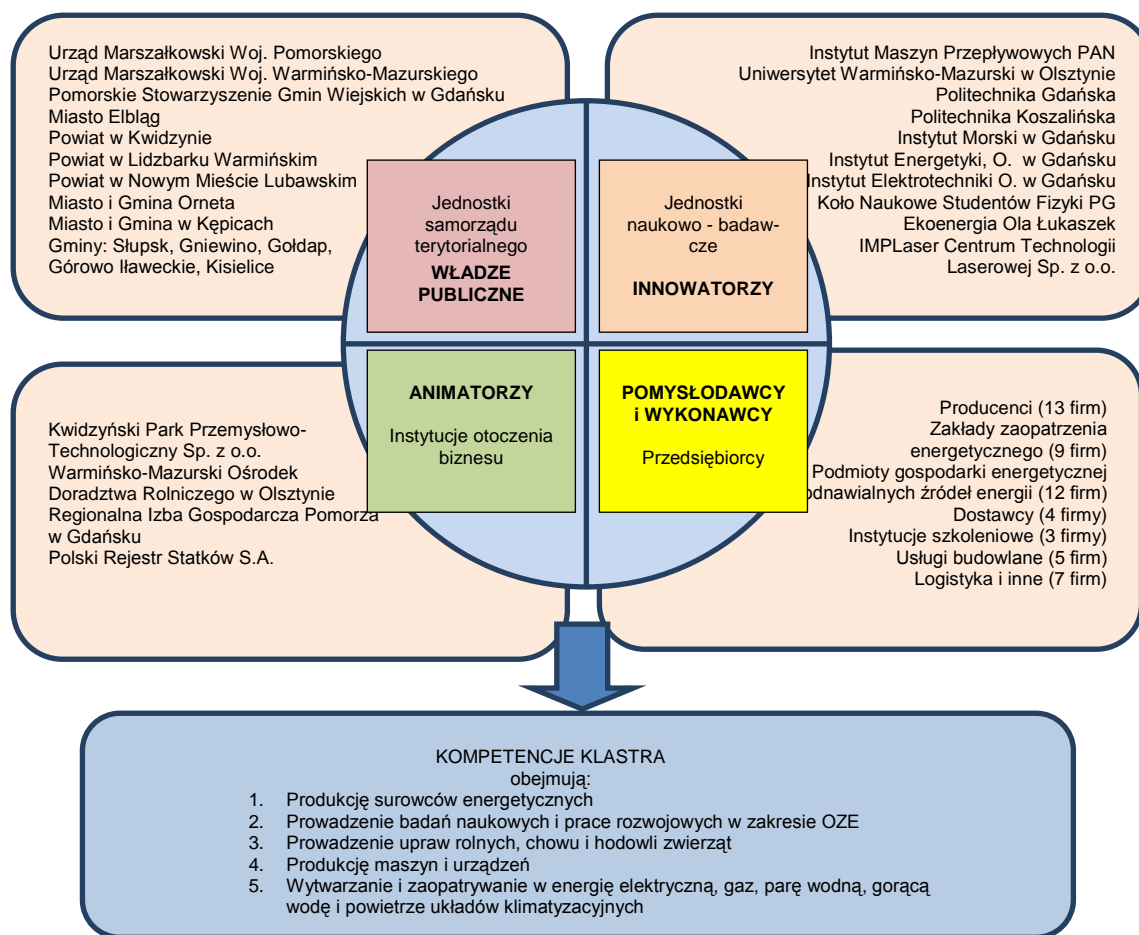 Urząd Marszałkowski Woj. Pomorskiego
Urząd Marszałkowski Woj. Warmińsko-Mazurskiego
Pomorskie Stowarzyszenie Gmin Wiejskich w Gdańsku
Miasto Elbląg
Powiat w Kwidzynie
Powiat w Lidzbarku Warmińskim
Powiat w Nowym Mieście Lubawskim
Miasto i Gmina Orneta
Miasto i Gmina w Kępicach
Gminy: Słupsk, Gniewino, Gołdap,
Górowo Iławeckie, Kisielice
Instytut Maszyn Przepływowych PAN
Uniwersytet Warmińsko-Mazurski w Olsztynie
Politechnika Gdańska
Politechnika Koszalińska
Instytut Morski w Gdańsku
Instytut Energetyki, O. w Gdańsku
Instytut Elektrotechniki O. w Gdańsku
Koło Naukowe Studentów Fizyki PG
Ekoenergia Ola Łukaszek
IMPLaser Centrum Technologii
Laserowej Sp. z o.o.
Jednostki
samorządu
terytorialnego
WŁADZE
PUBLICZNE
Jednostki
naukowo - badaw-
cze
INNOWATORZY
ANIMATORZY
Instytucje otoczenia
biznesu
POMYSŁODAWCY
i WYKONAWCY
Przedsiębiorcy
Kwidzyński Park Przemysłowo-
Technologiczny Sp. z o.o.
Warmińsko-Mazurski Ośrodek
Doradztwa Rolniczego w Olsztynie
Regionalna Izba Gospodarcza Pomorza
w Gdańsku
Polski Rejestr Statków S.A.
Producenci (13 firm)
Zakłady zaopatrzenia
energetycznego (9 firm)
Podmioty gospodarki energetycznej
odnawialnych źródeł energii (12 firm)
Dostawcy (4 firmy)
Instytucje szkoleniowe (3 firmy)
Usługi budowlane (5 firm)
Logistyka i inne (7 firm)
KOMPETENCJE KLASTRA
obejmują:
1. Produkcję surowców energetycznych
2. Prowadzenie badań naukowych i prace rozwojowych w zakresie OZE
3. Prowadzenie upraw rolnych, chowu i hodowli zwierząt
4. Produkcję maszyn i urządzeń
5. Wytwarzanie i zaopatrywanie w energię elektryczną, gaz, parę wodną, gorącą
wodę i powietrze układów klimatyzacyjnych